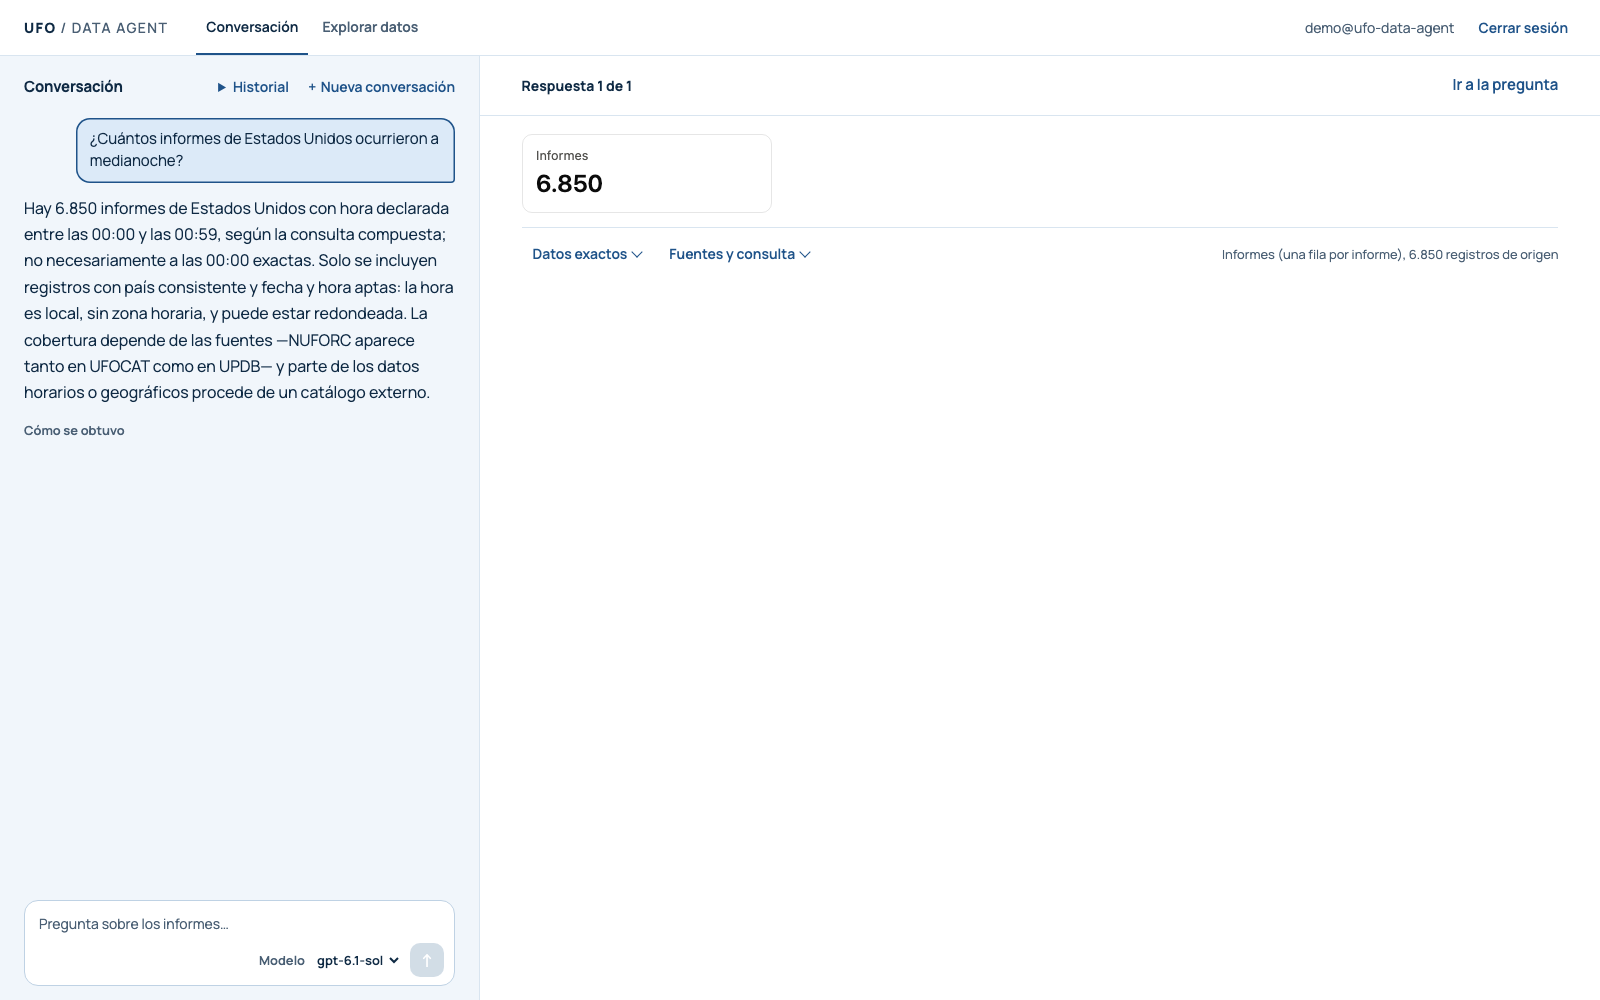 UFO / DATA AGENT
Conversación
Explorar datos
demo@ufo-data-agent
Cerrar sesión
Conversación
Historial
+ Nueva conversación
¿Cuántos informes de Estados Unidos ocurrieron a
medianoche?
Hay 6.850 informes de Estados Unidos con hora declarada
entre las 00:00 y las 00:59, según la consulta compuesta;
no necesariamente a las 00:00 exactas. Solo se incluyen
registros con país consistente y fecha y hora aptas: la hora
es local, sin zona horaria, y puede estar redondeada. La
cobertura depende de las fuentes —NUFORC aparece
tanto en UFOCAT como en UPDB— y parte de los datos
horarios o geográficos procede de un catálogo externo.
Cómo se obtuvo
Pregunta sobre los informes…
Modelo
gpt-6.1-sol
Respuesta 1 de 1
Ir a la pregunta
Informes
6.850
Datos exactos
Fuentes y consulta
Informes (una fila por informe), 6.850 registros de origen